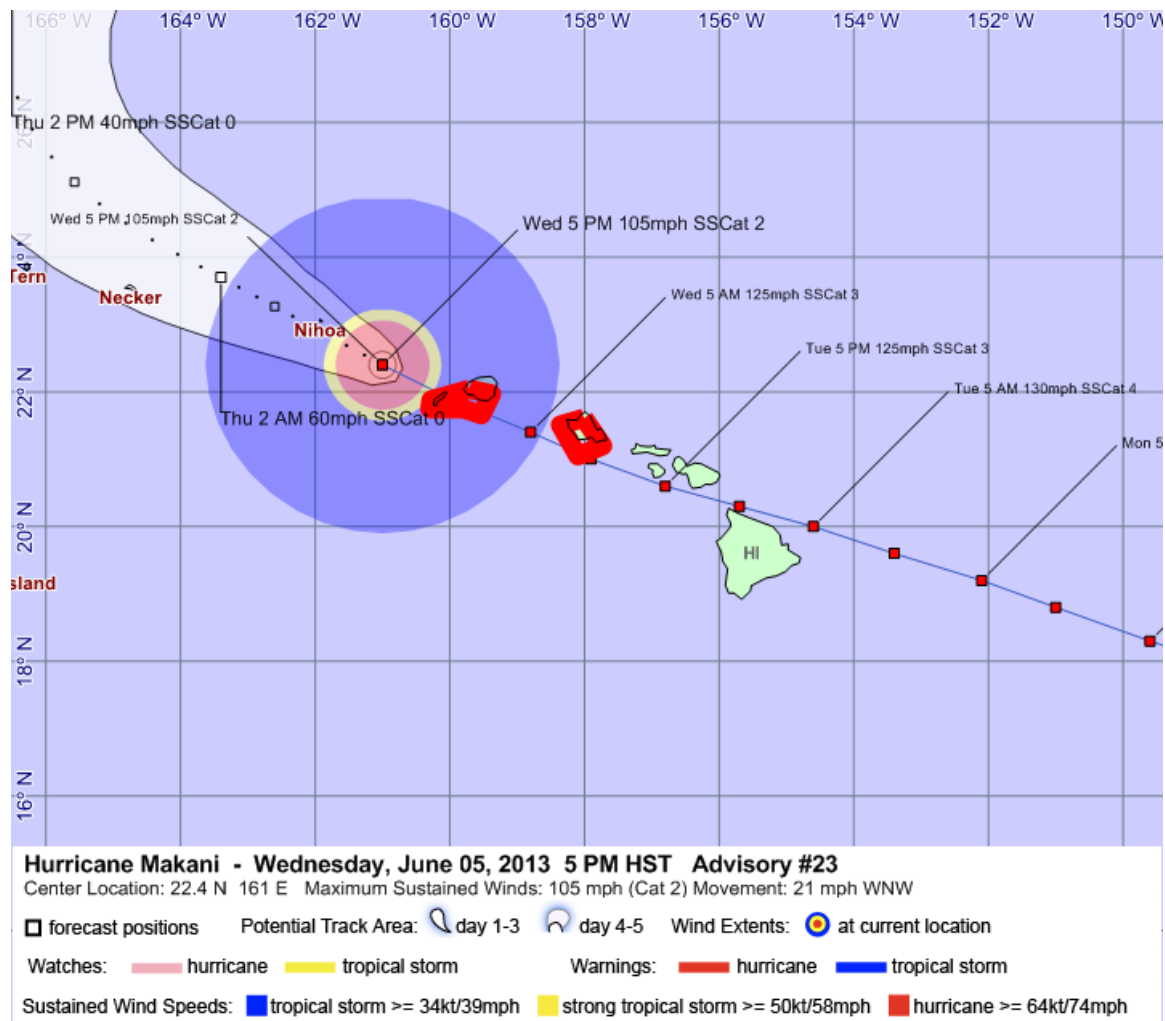 166° W 164° W 162° W 160° W 158° W 156° W 154° W 152° W 150° W
26° N
Thu 2 PM 40mph SSCat 0
Wed 5 PM 105mph SSCat 2
Wed 5 PM 105mph SSCat 2
24° N
Tern
Necker
Wed 5 AM 125mph SSCat 3
Nihoa
Tue 5 PM 125mph SSCat 3
22° N
Tue 5 AM 130mph SSCat 4
Thu 2 AM 60mph SSCat 0
Mon 5
20° N
HI
sland
18° N
16° N
Hurricane Makani - Wednesday, June 05, 2013 5 PM HST Advisory #23
Center Location: 22.4 N 161 E Maximum Sustained Winds: 105 mph (Cat 2) Movement: 21 mph WNW
forecast positions Potential Track Area: day 1-3 day 4-5 Wind Extents: at current location
Watches: hurricane tropical storm Warnings: hurricane tropical storm
Sustained Wind Speeds: tropical storm >= 34kt/39mph strong tropical storm >= 50kt/58mph hurricane >= 64kt/74mph